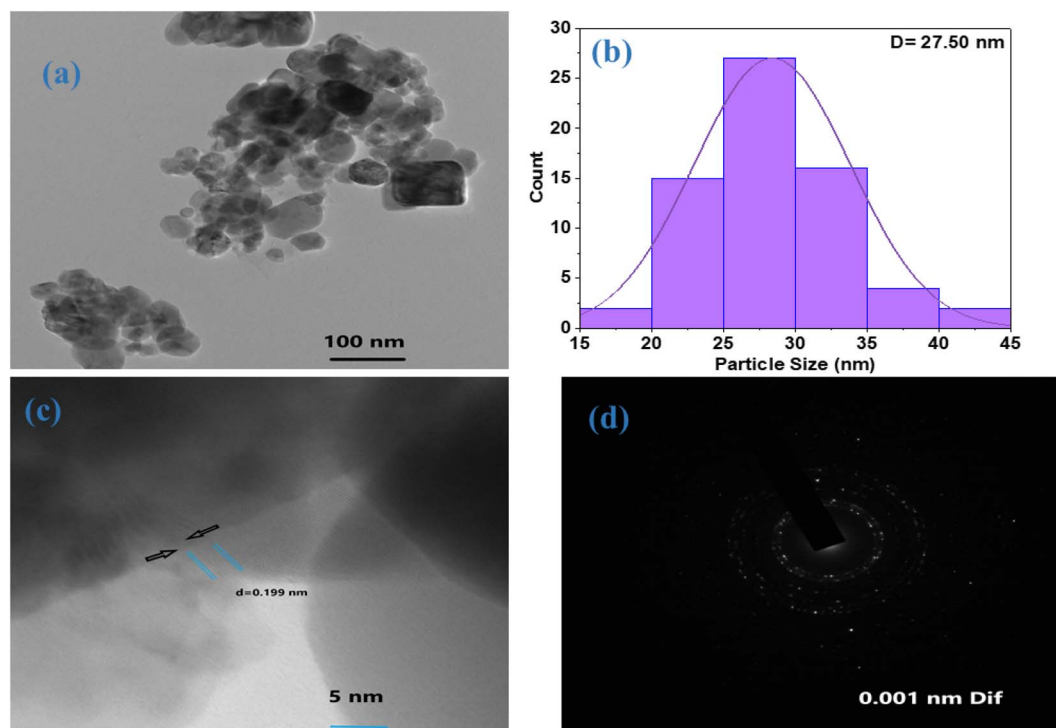 (a)
100 nm
(b)
D= 27.50 nm
30
25
20
15
10
5
0
Count
15 20 25 30 35 40 45
Particle Size (nm)
(c)
d=0.199 nm
5 nm
(d)
0.001 nm Dif